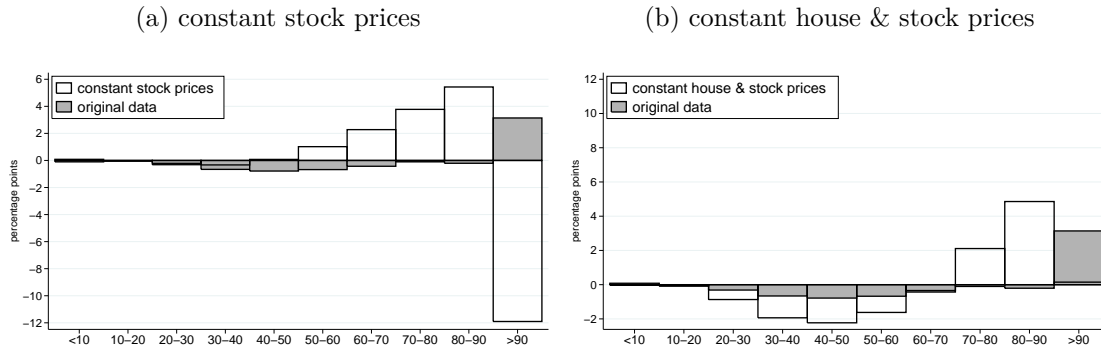 (a) constant stock prices
(b) constant house & stock prices
percentage points
6
4
2
0
−2
−4
−6
−8
−10
−12
constant stock prices
original data
<10 10−20 20−30 30−40 40−50 50−60 60−70 70−80 80−90 >90
percentage points
12
10
8
6
4
2
0
−2
constant house & stock prices
original data
<10 10−20 20−30 30−40 40−50 50−60 60−70 70−80 80−90 >90